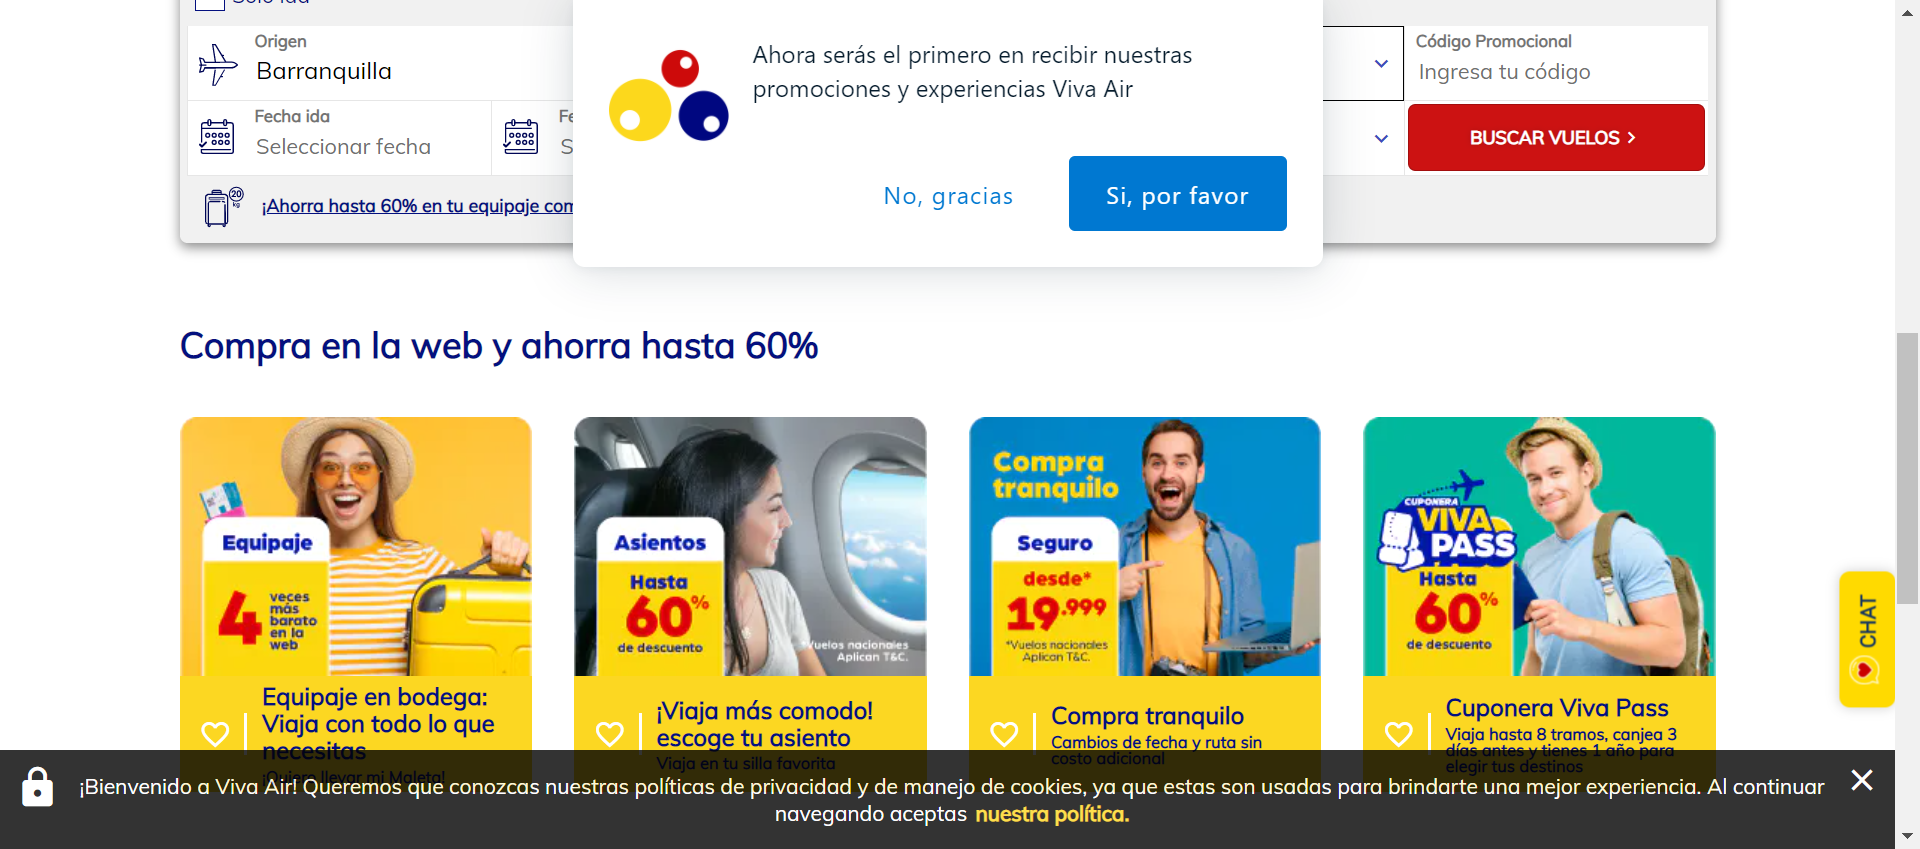 Origen
Barranquilla
Ahora serás el primero en recibir nuestras
promociones y experiencias Viva Air
No, gracias
Si, por favor
Código Promocional
Ingresa tu código
Fecha ida
Seleccionar fecha
BUSCAR VUELOS
20
kg
¡Ahorra hasta 60% en tu equipaje
Compra en la web y ahorra hasta 60%
Equipaje
4 veces
más
barato
en la
web
Equipaje en bodega:
Viaja con todo lo que
necesitas
¡Quiero llevar mi Maleta!
Asientos
Hasta
60%
de descuento
*Vuelos nacionales
Aplican T&C.
¡Viaja más comodo!
escoge tu asiento
Viaja en tu silla favorita
Compra
tranquilo
Seguro
desde*
19.999
*Vuelos nacionales
Aplican T&C.
Compra tranquilo
Cambios de fecha y ruta sin
costo adicional
CUPONERA
VIVA
PASS
Hasta
60%
de descuento
Cuponera Viva Pass
Viaja hasta 8 tramos, canjea 3
días antes y tienes 1 año para
elegir tus destinos
CHAT
¡Bienvenido a Viva Air! Queremos que conozcas nuestras políticas de privacidad y de manejo de cookies, ya que estas son usadas para brindarte una mejor experiencia. Al continuar
navegando aceptas nuestra política.